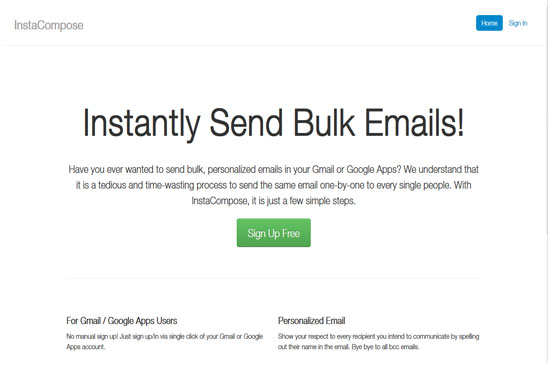 InstaCompose
Home
Sign In
Instantly Send Bulk Emails!
Have you ever wanted to send bulk, personalized emails in your Gmail or Google Apps? We understand that
it is a tedious and time-wasting process to send the same email one-by-one to every single people. With
InstaCompose, it is just a few simple steps.
Sign Up Free
For Gmail / Google Apps Users
No manual sign up! Just sign up/in via single click of your Gmail or Google
Apps account.
Personalized Email
Show your respect to every recipient you intend to communicate by spelling
out their name in the email. Bye bye to all bcc emails.